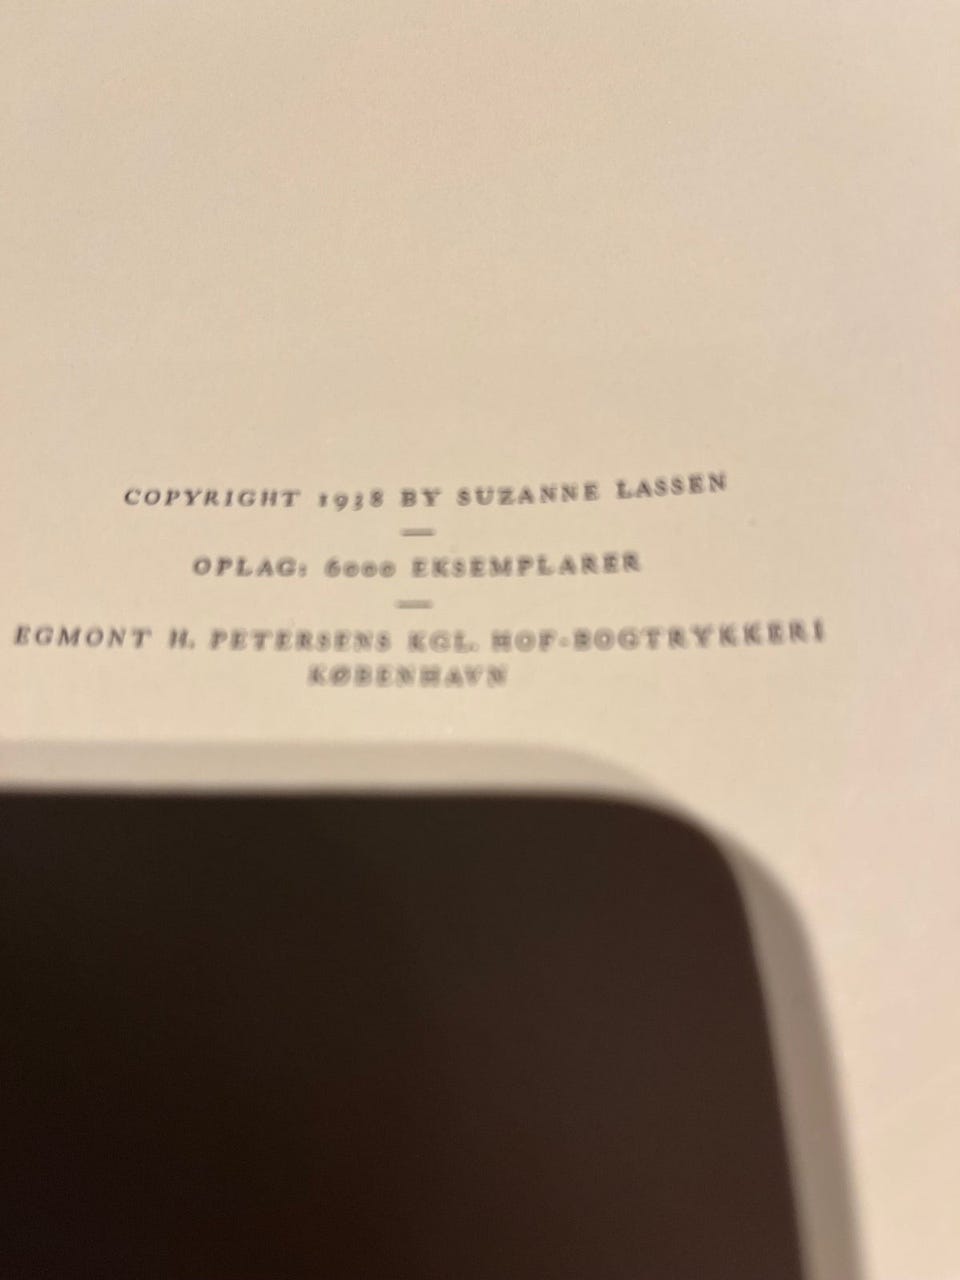 COPYRIGHT 1938 BY SUZANNE LASSEN
—
OPLAG: 6000 EKSEMPLARER
—
EGMONT H. PETERSENS KGL. HOF-BOGTRYKKERI
KØBENHAVN